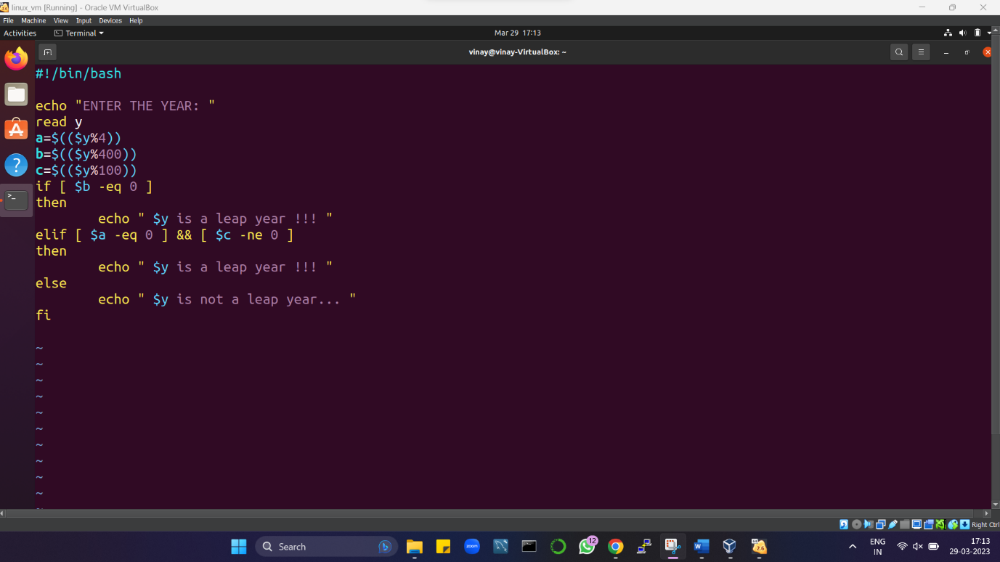 linux_vm [Running] - Oracle VM VirtualBox
File Machine View Input Devices Help
Activities Terminal Mar 29 17:13
vinay@vinay-VirtualBox: ~
#!/bin/bash
echo "ENTER THE YEAR: "
read y
a=$(($y%4))
b=$(($y%400))
c=$(($y%100))
if [ $b -eq 0 ]
then
echo " $y is a leap year !!! "
elif [ $a -eq 0 ] && [ $c -ne 0 ]
then
echo " $y is a leap year !!! "
else
echo " $y is not a leap year... "
fi
~
~
~
~
~
~
~
~
~
~
Right Ctrl
Search
zoom
12
ENG
IN
17:13
29-03-2023